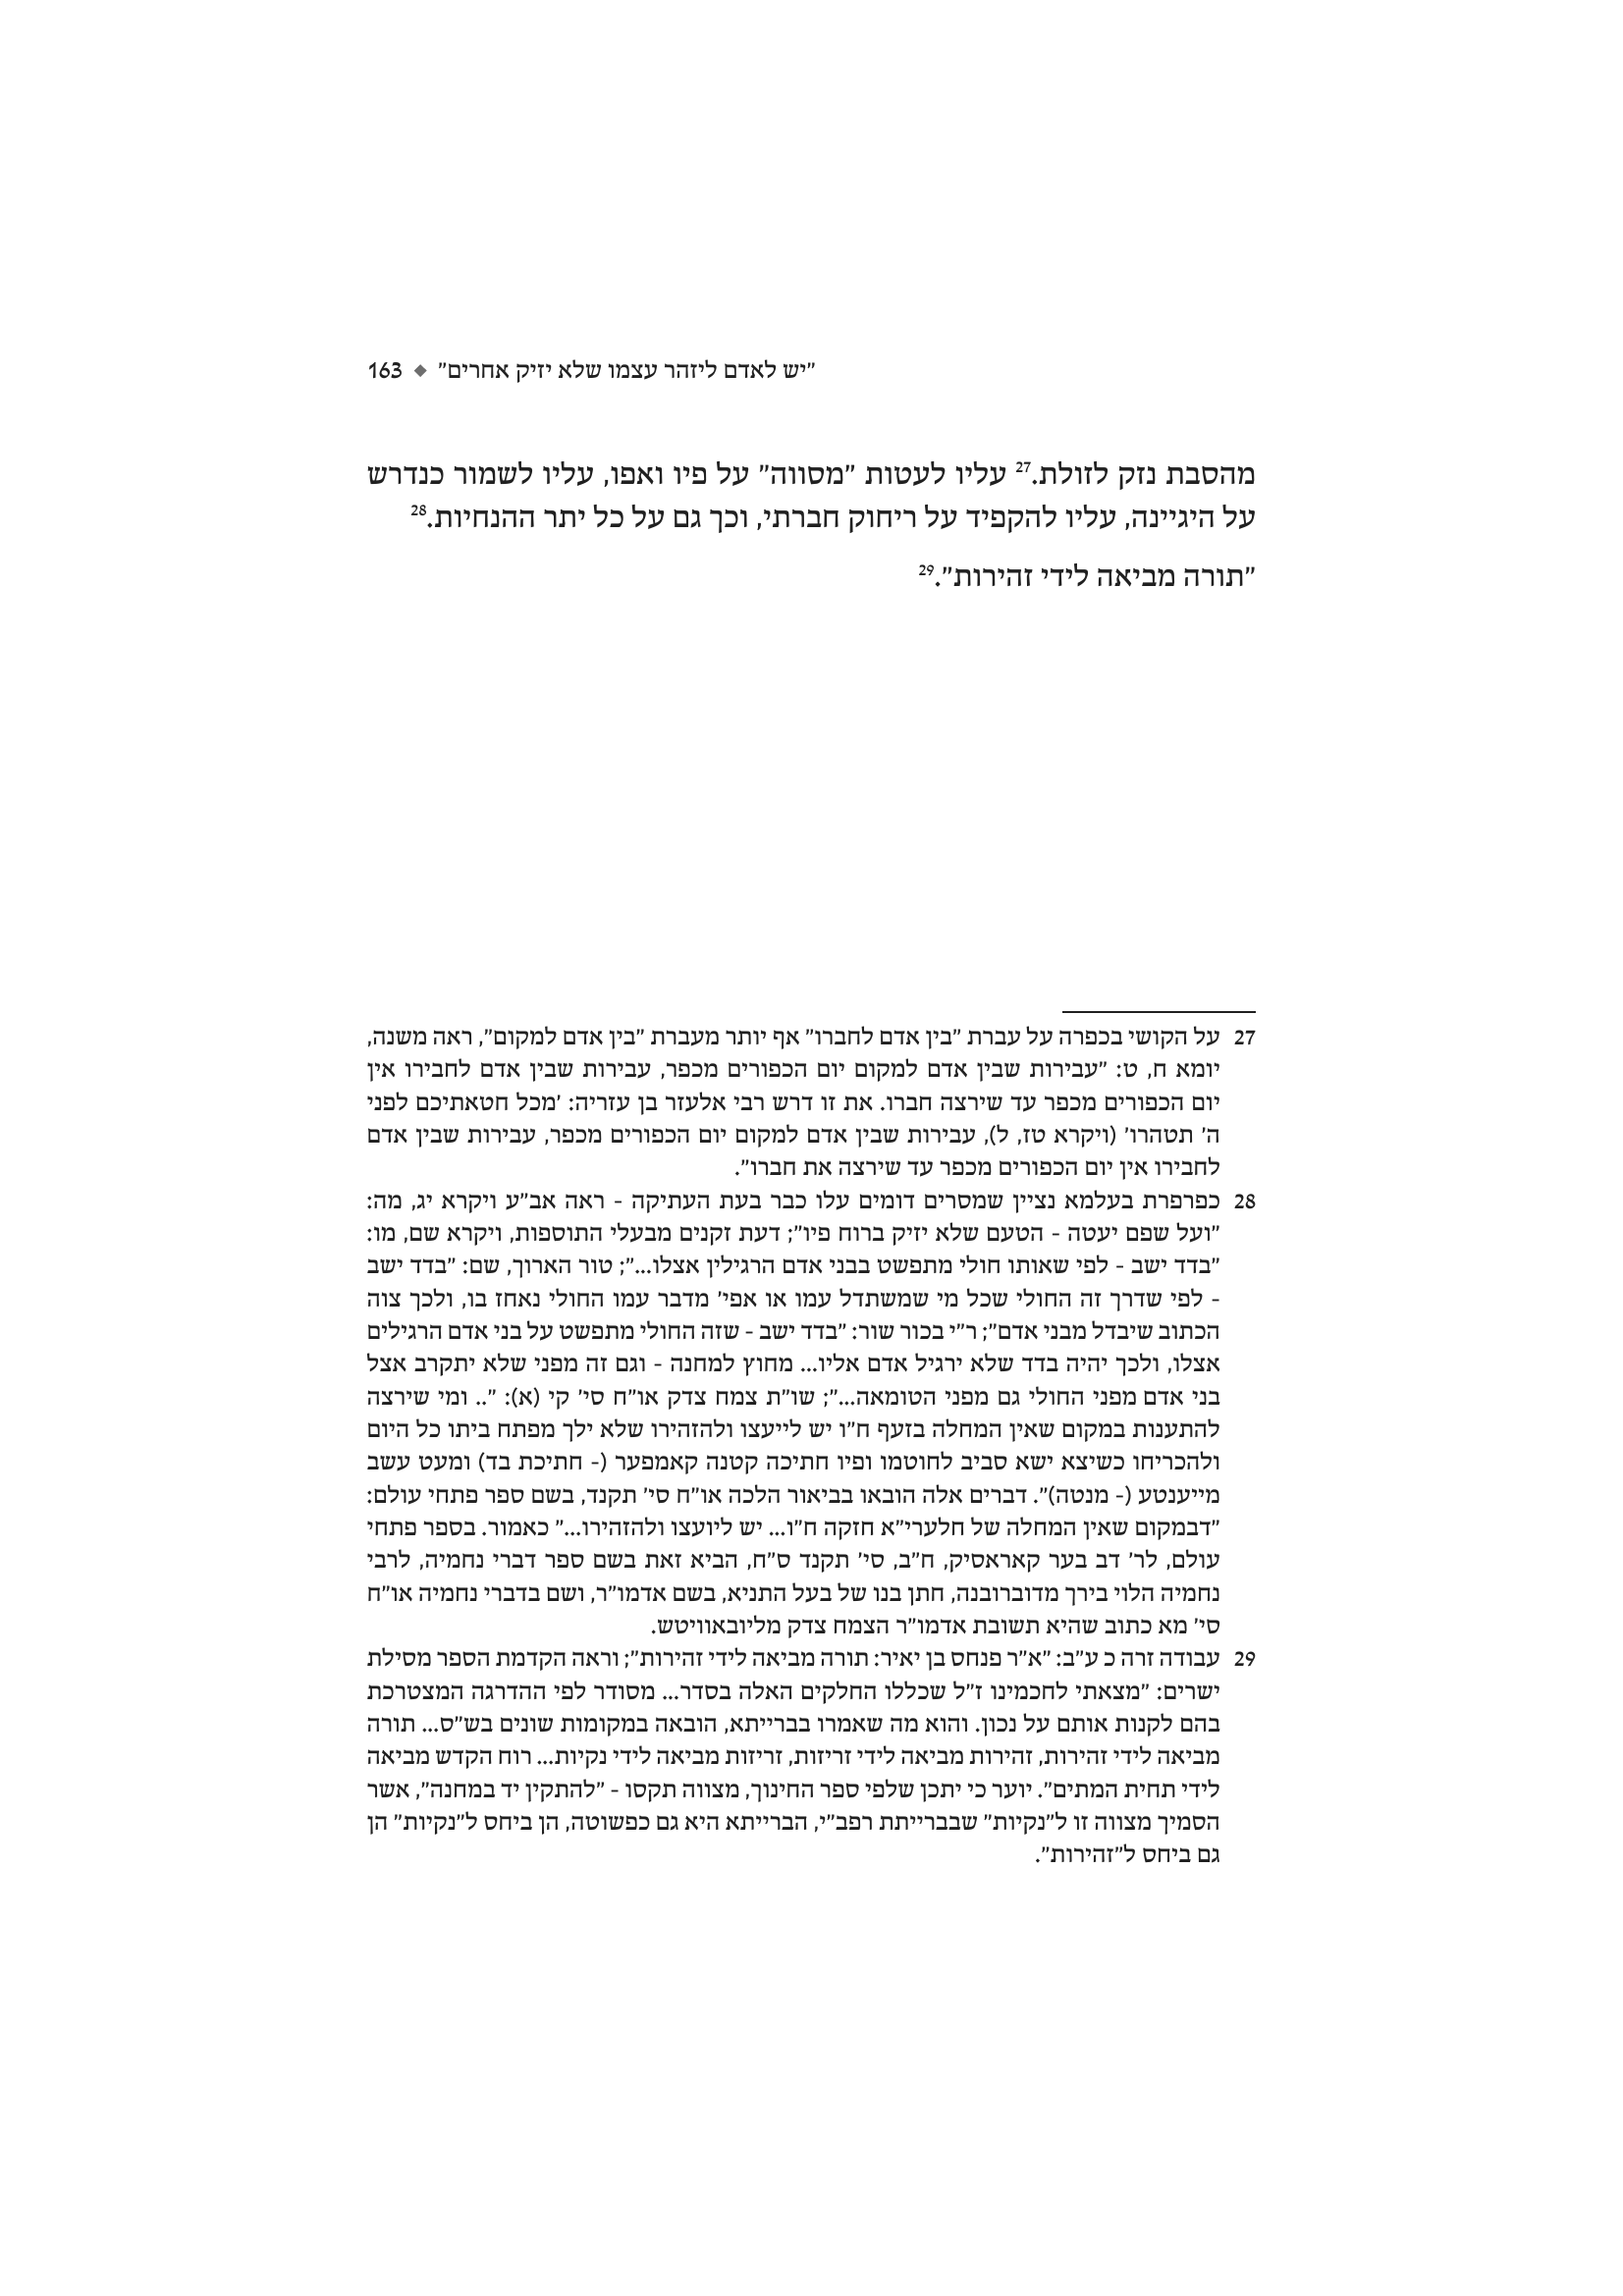 "יש לאדם ליזהר עצמו שלא יזיק אחרים" ◆ 163
מהסבת נזק לזולת.27 עליו לעטות "מסווה" על פיו ואפו, עליו לשמור כנדרש
על היגיינה, עליו להקפיד על ריחוק חברתי, וכך גם על כל יתר ההנחיות.28
"תורה מביאה לידי זהירות".29
27 על הקושי בכפרה על עברת "בין אדם לחברו" אף יותר מעברת "בין אדם למקום", ראה משנה,
יומא ח, ט: "עבירות שבין אדם למקום יום הכפורים מכפר, עבירות שבין אדם לחבירו אין
יום הכפורים מכפר עד שירצה חברו. את זו דרש רבי אלעזר בן עזריה: 'מכל חטאתיכם לפני
ה' תטהרו' (ויקרא טז, ל), עבירות שבין אדם למקום יום הכפורים מכפר, עבירות שבין אדם
לחבירו אין יום הכפורים מכפר עד שירצה את חברו".
28 כפרפרת בעלמא נציין שמסרים דומים עלו כבר בעת העתיקה - ראה אב"ע ויקרא יג, מה:
"ועל שפם יעטה - הטעם שלא יזיק ברוח פיו"; דעת זקנים מבעלי התוספות, ויקרא שם, מו:
"בדד ישב - לפי שאותו חולי מתפשט בבני אדם הרגילין אצלו..."; טור הארוך, שם: "בדד ישב
- לפי שדרך זה החולי שכל מי שמשתדל עמו או אפי' מדבר עמו החולי נאחז בו, ולכך צוה
הכתוב שיבדל מבני אדם"; ר"י בכור שור: "בדד ישב - שזה החולי מתפשט על בני אדם הרגילים
אצלו, ולכך יהיה בדד שלא ירגיל אדם אליו... מחוץ למחנה - וגם זה מפני שלא יתקרב אצל
בני אדם מפני החולי גם מפני הטומאה..."; שו"ת צמח צדק או"ח סי' קי (א): ".. ומי שירצה
להתענות במקום שאין המחלה בזעף ח"ו יש לייעצו ולהזהירו שלא ילך מפתח ביתו כל היום
ולהכריחו כשיצא ישא סביב לחוטמו ופיו חתיכה קטנה קאמפער (- חתיכת בד) ומעט עשב
מייענטע (- מנטה)". דברים אלה הובאו בביאור הלכה או"ח סי' תקנד, בשם ספר פתחי עולם:
"דבמקום שאין המחלה של חלערי"א חזקה ח"ו... יש ליועצו ולהזהירו..." כאמור. בספר פתחי
עולם, לר' דב בער קאראסיק, ח"ב, סי' תקנד ס"ח, הביא זאת בשם ספר דברי נחמיה, לרבי
נחמיה הלוי בירך מדוברובנה, חתן בנו של בעל התניא, בשם אדמו"ר, ושם בדברי נחמיה או"ח
סי' מא כתוב שהיא תשובת אדמו"ר הצמח צדק מליובאוויטש.
29 עבודה זרה כ ע"ב: "א"ר פנחס בן יאיר: תורה מביאה לידי זהירות"; וראה הקדמת הספר מסילת
ישרים: "מצאתי לחכמינו ז"ל שכללו החלקים האלה בסדר... מסודר לפי ההדרגה המצטרכת
בהם לקנות אותם על נכון. והוא מה שאמרו בברייתא, הובאה במקומות שונים בש"ס... תורה
מביאה לידי זהירות, זהירות מביאה לידי זריזות, זריזות מביאה לידי נקיות... רוח הקדש מביאה
לידי תחית המתים". יוער כי יתכן שלפי ספר החינוך, מצווה תקסו - "להתקין יד במחנה", אשר
הסמיך מצווה זו ל"נקיות" שבברייתת רפב"י, הברייתא היא גם כפשוטה, הן ביחס ל"נקיות" הן
גם ביחס ל"זהירות".